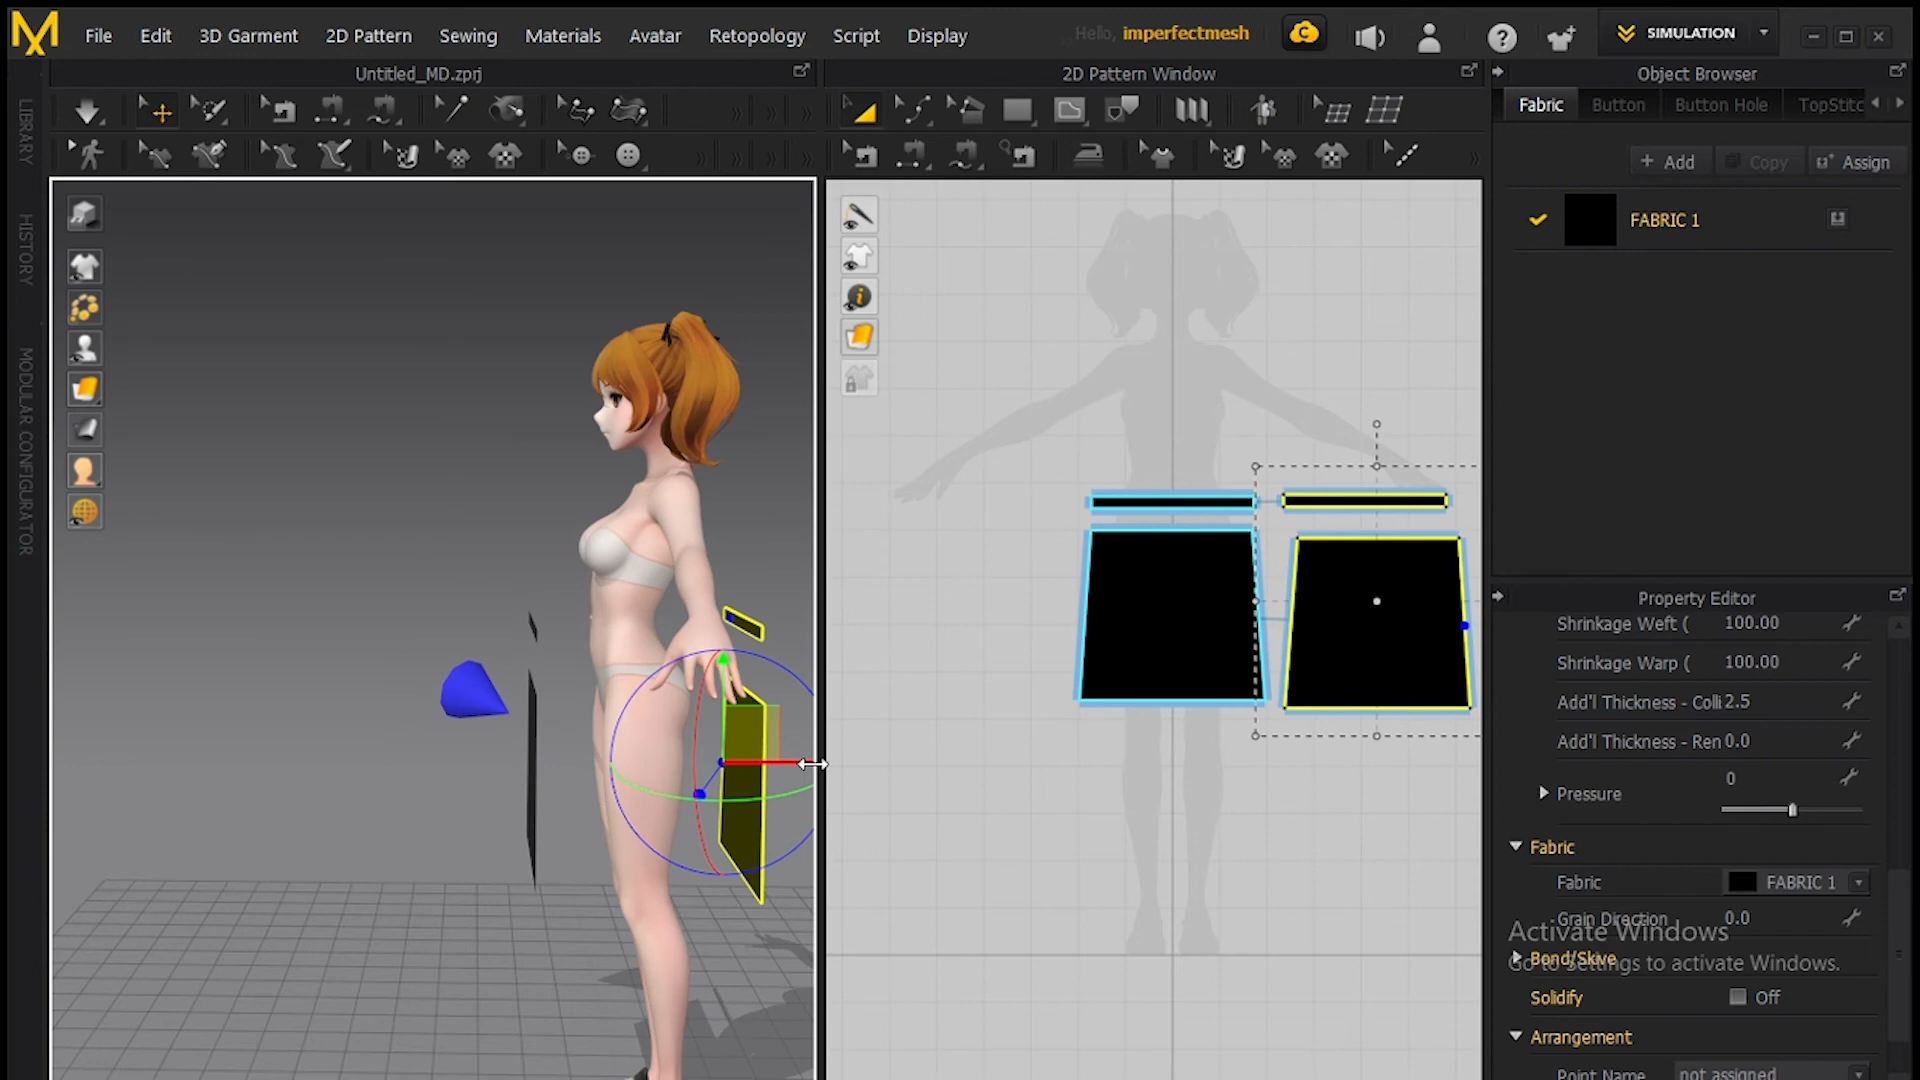 File Edit 3D Garment 2D Pattern Sewing Materials Avatar Retopology Script Display
Hello, imperfectmesh
C
?
SIMULATION
Untitled_MD.zprj
2D Pattern Window
Object Browser
Fabric Button Button Hole TopStitc
+ Add Copy Assign
FABRIC 1
LIBRARY
HISTORY
MODULAR CONFIGURATOR
Property Editor
Shrinkage Weft ( 100.00
Shrinkage Warp ( 100.00
Add'l Thickness - Colli 2.5
Add'l Thickness - Ren 0.0
Pressure 0
Fabric
Fabric FABRIC 1
Grain Direction 0.0
Activate Windows
Bond/Skive
Go to Settings to activate Windows.
Solidify Off
Arrangement
Point Name not assigned